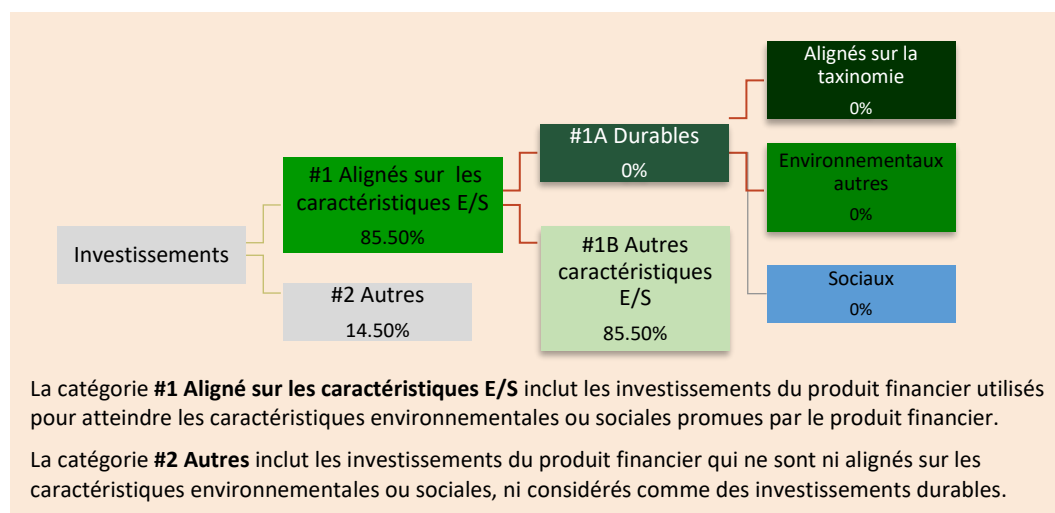 Investissements
#1 Alignés sur les
caractéristiques E/S
85.50%
#2 Autres
14.50%
#1A Durables
0%
#1B Autres
caractéristiques
E/S
85.50%
Alignés sur la
taxinomie
0%
Environnementaux
autres
0%
Sociaux
0%
La catégorie #1 Aligné sur les caractéristiques E/S inclut les investissements du produit financier utilisés
pour atteindre les caractéristiques environnementales ou sociales promues par le produit financier.
La catégorie #2 Autres inclut les investissements du produit financier qui ne sont ni alignés sur les
caractéristiques environnementales ou sociales, ni considérés comme des investissements durables.